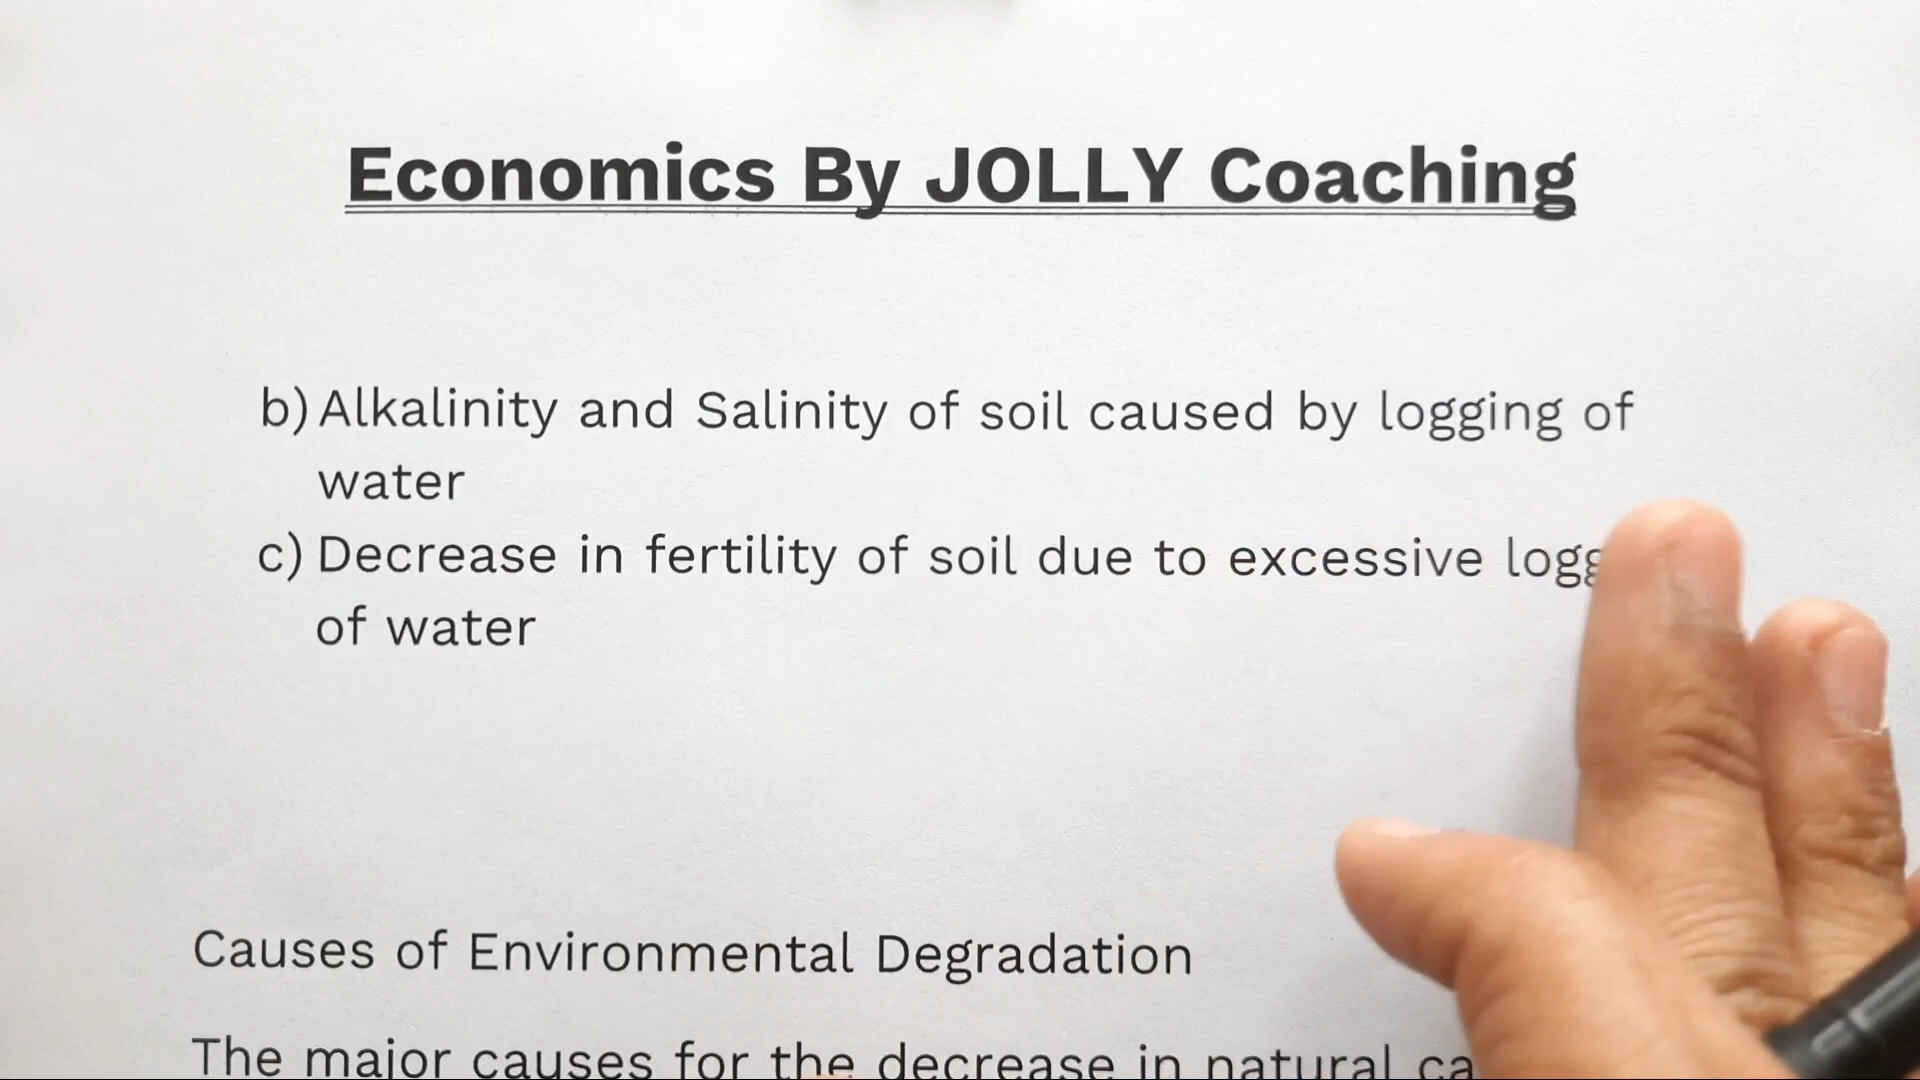 Economics By JOLLY Coaching
b) Alkalinity and Salinity of soil caused by logging of
water
c) Decrease in fertility of soil due to excessive
of water
Causes of Environmental Degradation
The major causes for the decrease in natural